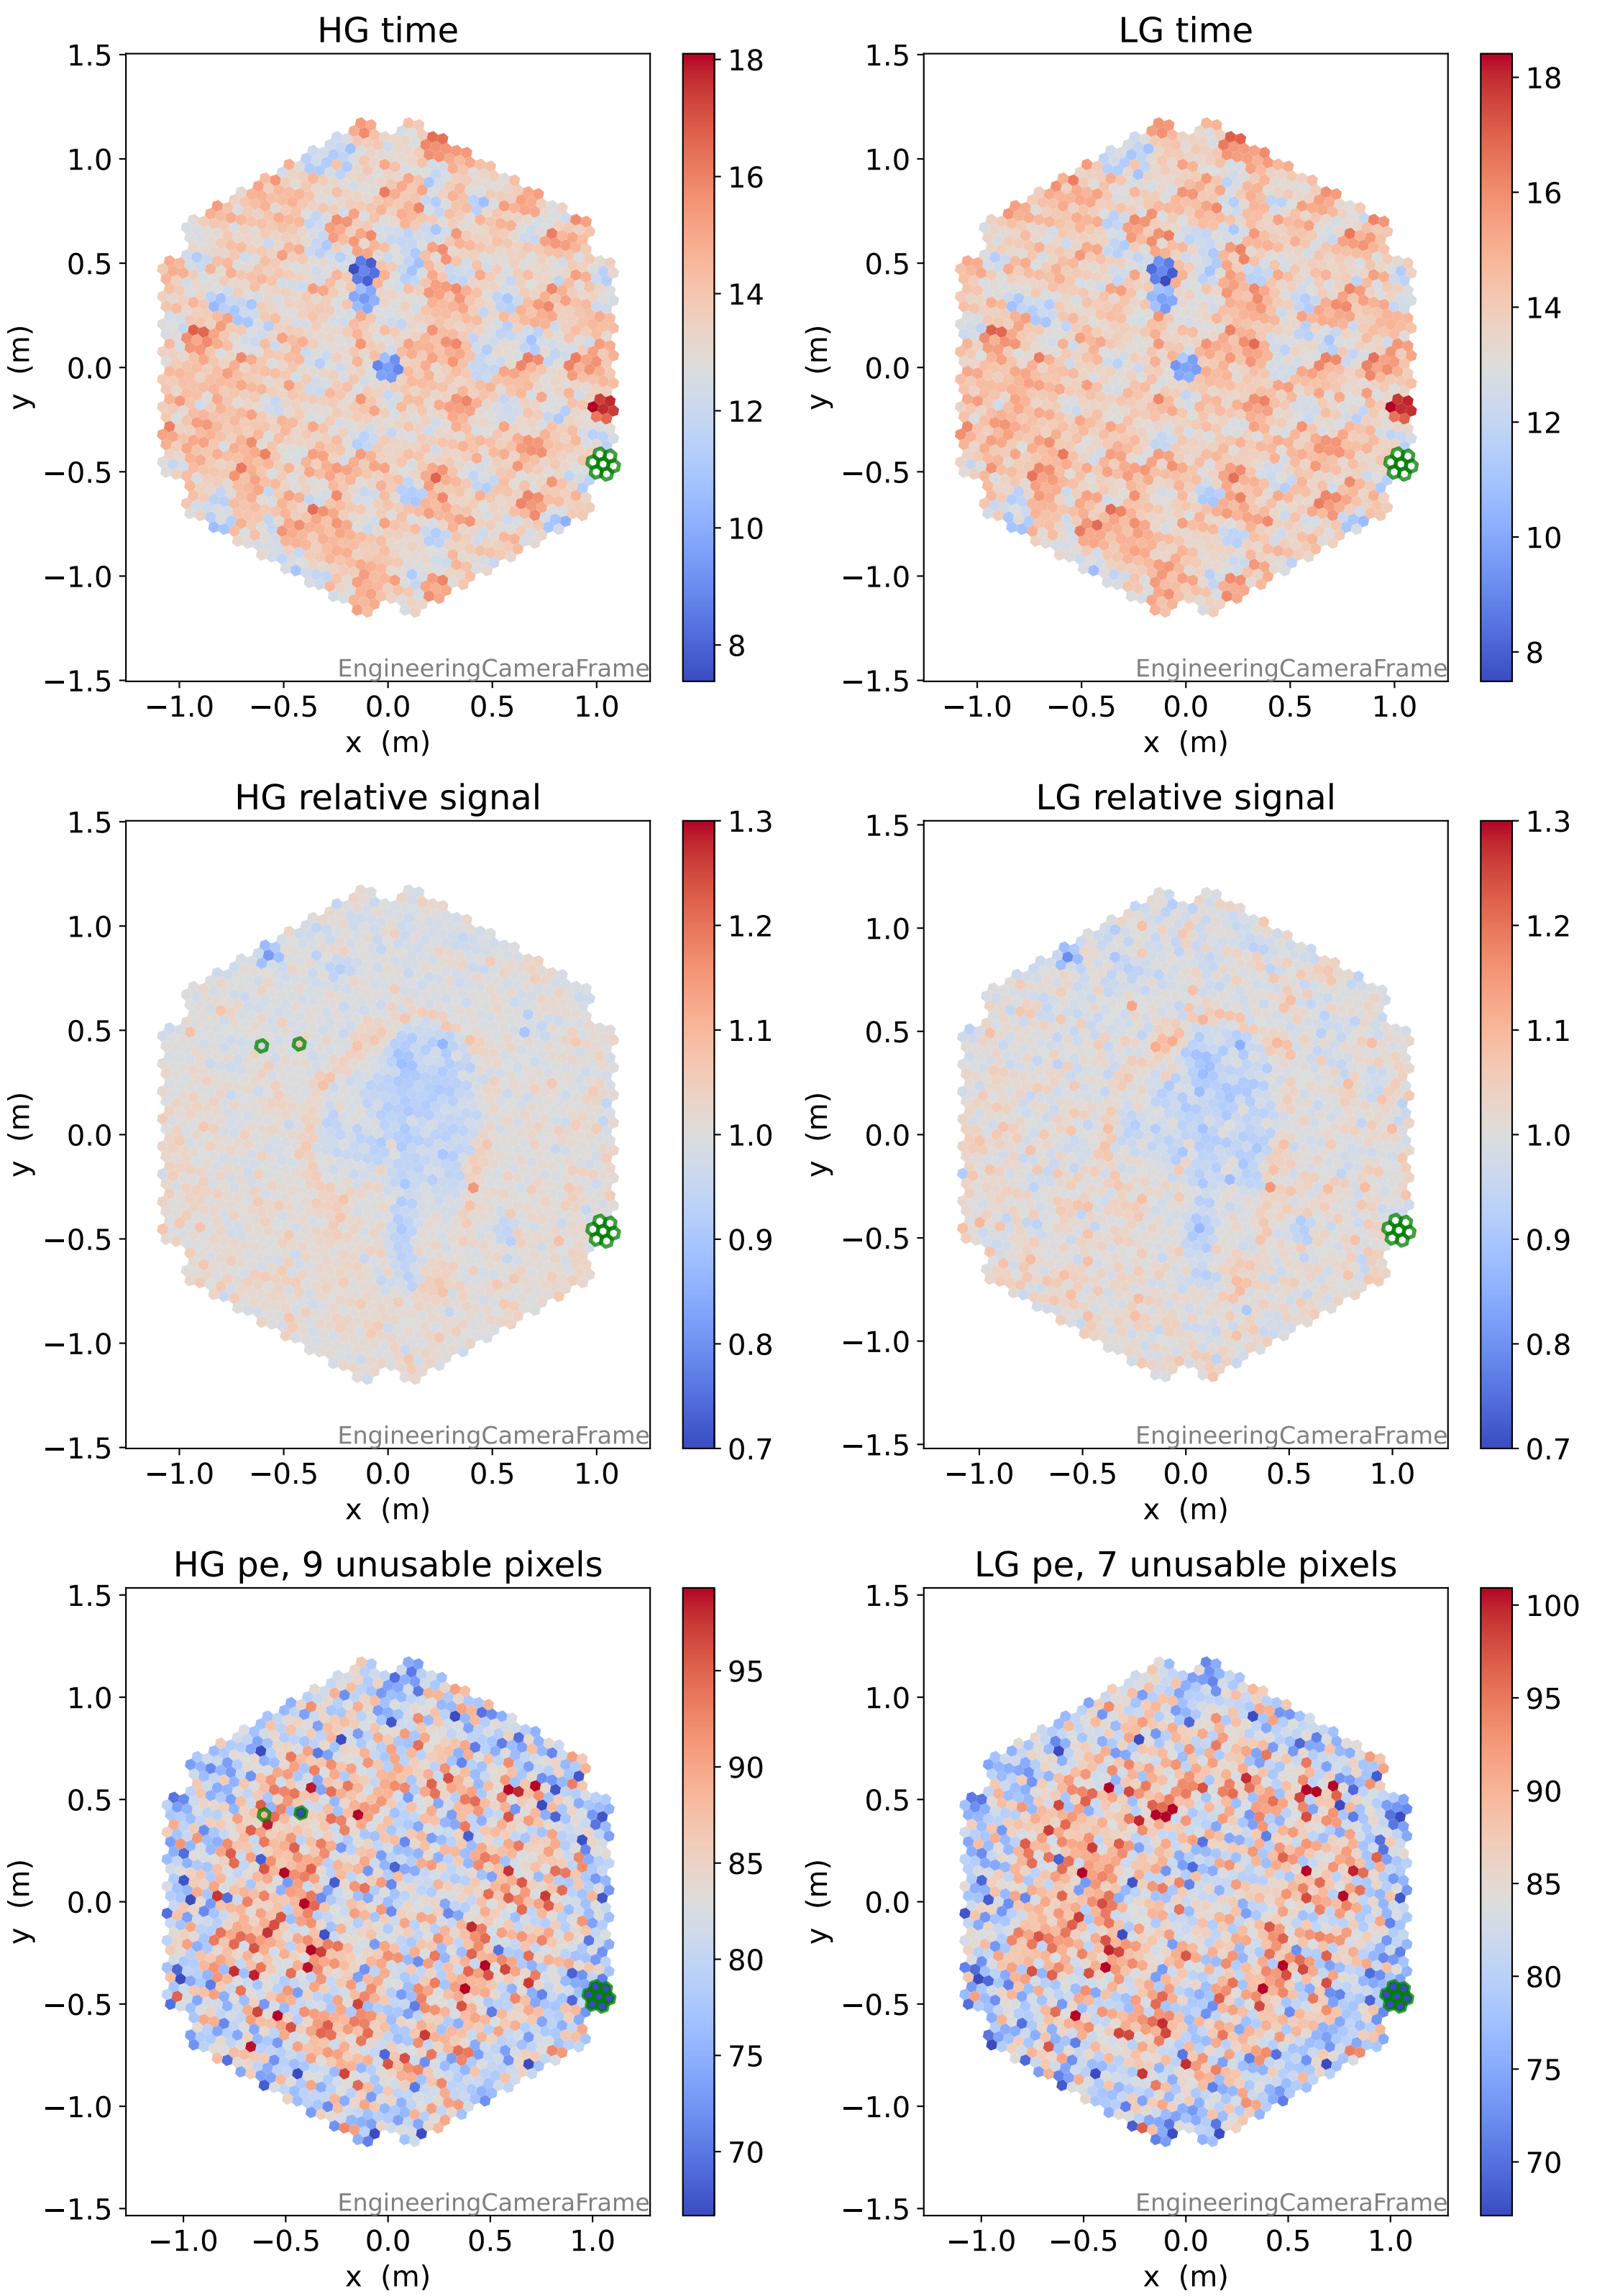 HG time
1.5
1.0
0.5
0.0
−0.5
−1.0
−1.5
y (m)
−1.0 −0.5 0.0 0.5 1.0
x (m)
EngineeringCameraFrame
18
16
14
12
10
8
LG time
1.5
1.0
0.5
0.0
−0.5
−1.0
−1.5
y (m)
−1.0 −0.5 0.0 0.5 1.0
x (m)
EngineeringCameraFrame
18
16
14
12
10
8
HG relative signal
1.5
1.0
0.5
0.0
−0.5
−1.0
−1.5
y (m)
−1.0 −0.5 0.0 0.5 1.0
x (m)
EngineeringCameraFrame
1.3
1.2
1.1
1.0
0.9
0.8
0.7
LG relative signal
1.5
1.0
0.5
0.0
−0.5
−1.0
−1.5
y (m)
−1.0 −0.5 0.0 0.5 1.0
x (m)
EngineeringCameraFrame
1.3
1.2
1.1
1.0
0.9
0.8
0.7
HG pe, 9 unusable pixels
1.5
1.0
0.5
0.0
−0.5
−1.0
−1.5
y (m)
−1.0 −0.5 0.0 0.5 1.0
x (m)
EngineeringCameraFrame
95
90
85
80
75
70
LG pe, 7 unusable pixels
1.5
1.0
0.5
0.0
−0.5
−1.0
−1.5
y (m)
−1.0 −0.5 0.0 0.5 1.0
x (m)
EngineeringCameraFrame
100
95
90
85
80
75
70